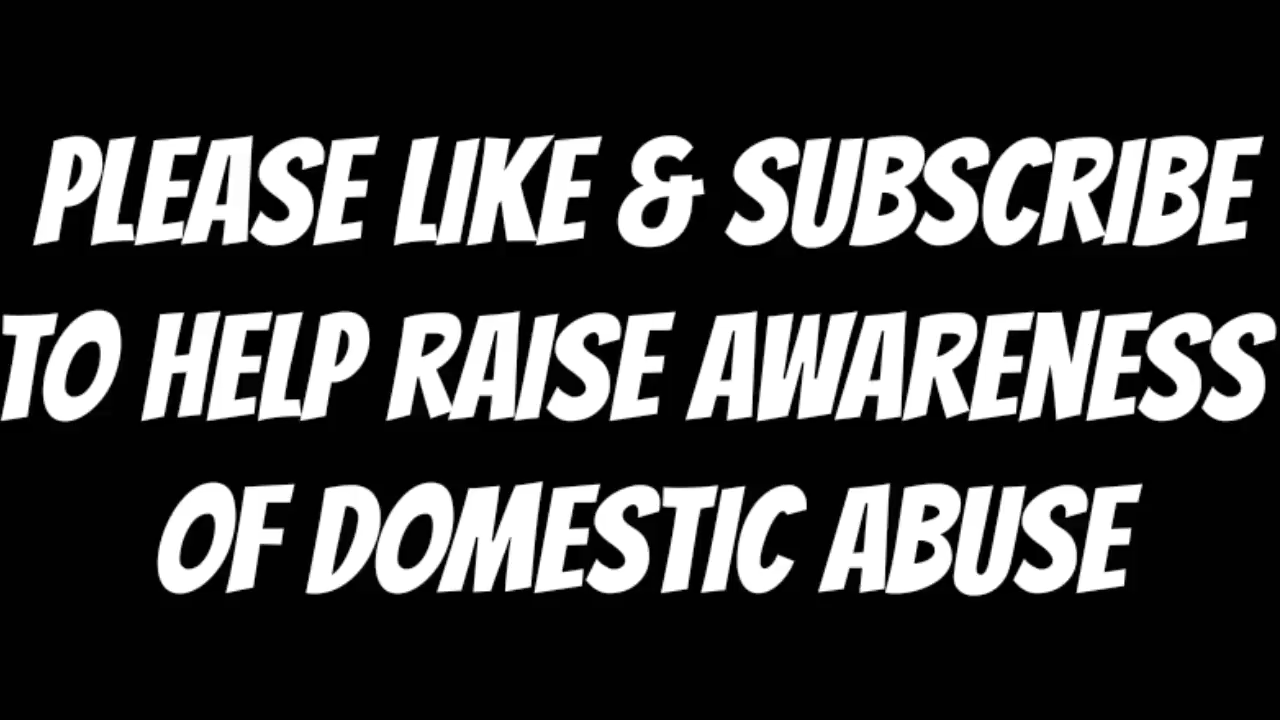 PLEASE LIKE & SUBSCRIBE
TO HELP RAISE AWARENESS
OF DOMESTIC ABUSE